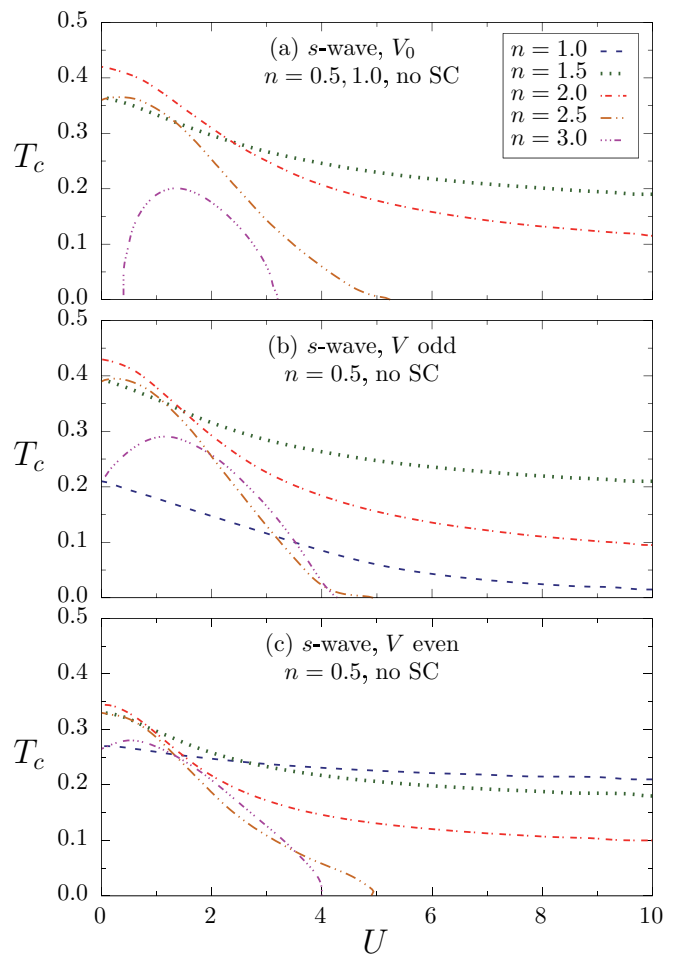 0.5
(a) s-wave, V₀
n = 0.5, 1.0, no SC
n = 1.0
n = 1.5
n = 2.0
n = 2.5
n = 3.0
0.4
0.3
T_c
0.2
0.1
0.0
0.5
(b) s-wave, V odd
n = 0.5, no SC
0.4
0.3
T_c
0.2
0.1
0.0
0.5
(c) s-wave, V even
n = 0.5, no SC
0.4
0.3
T_c
0.2
0.1
0.0
0 2 4 6 8 10
U